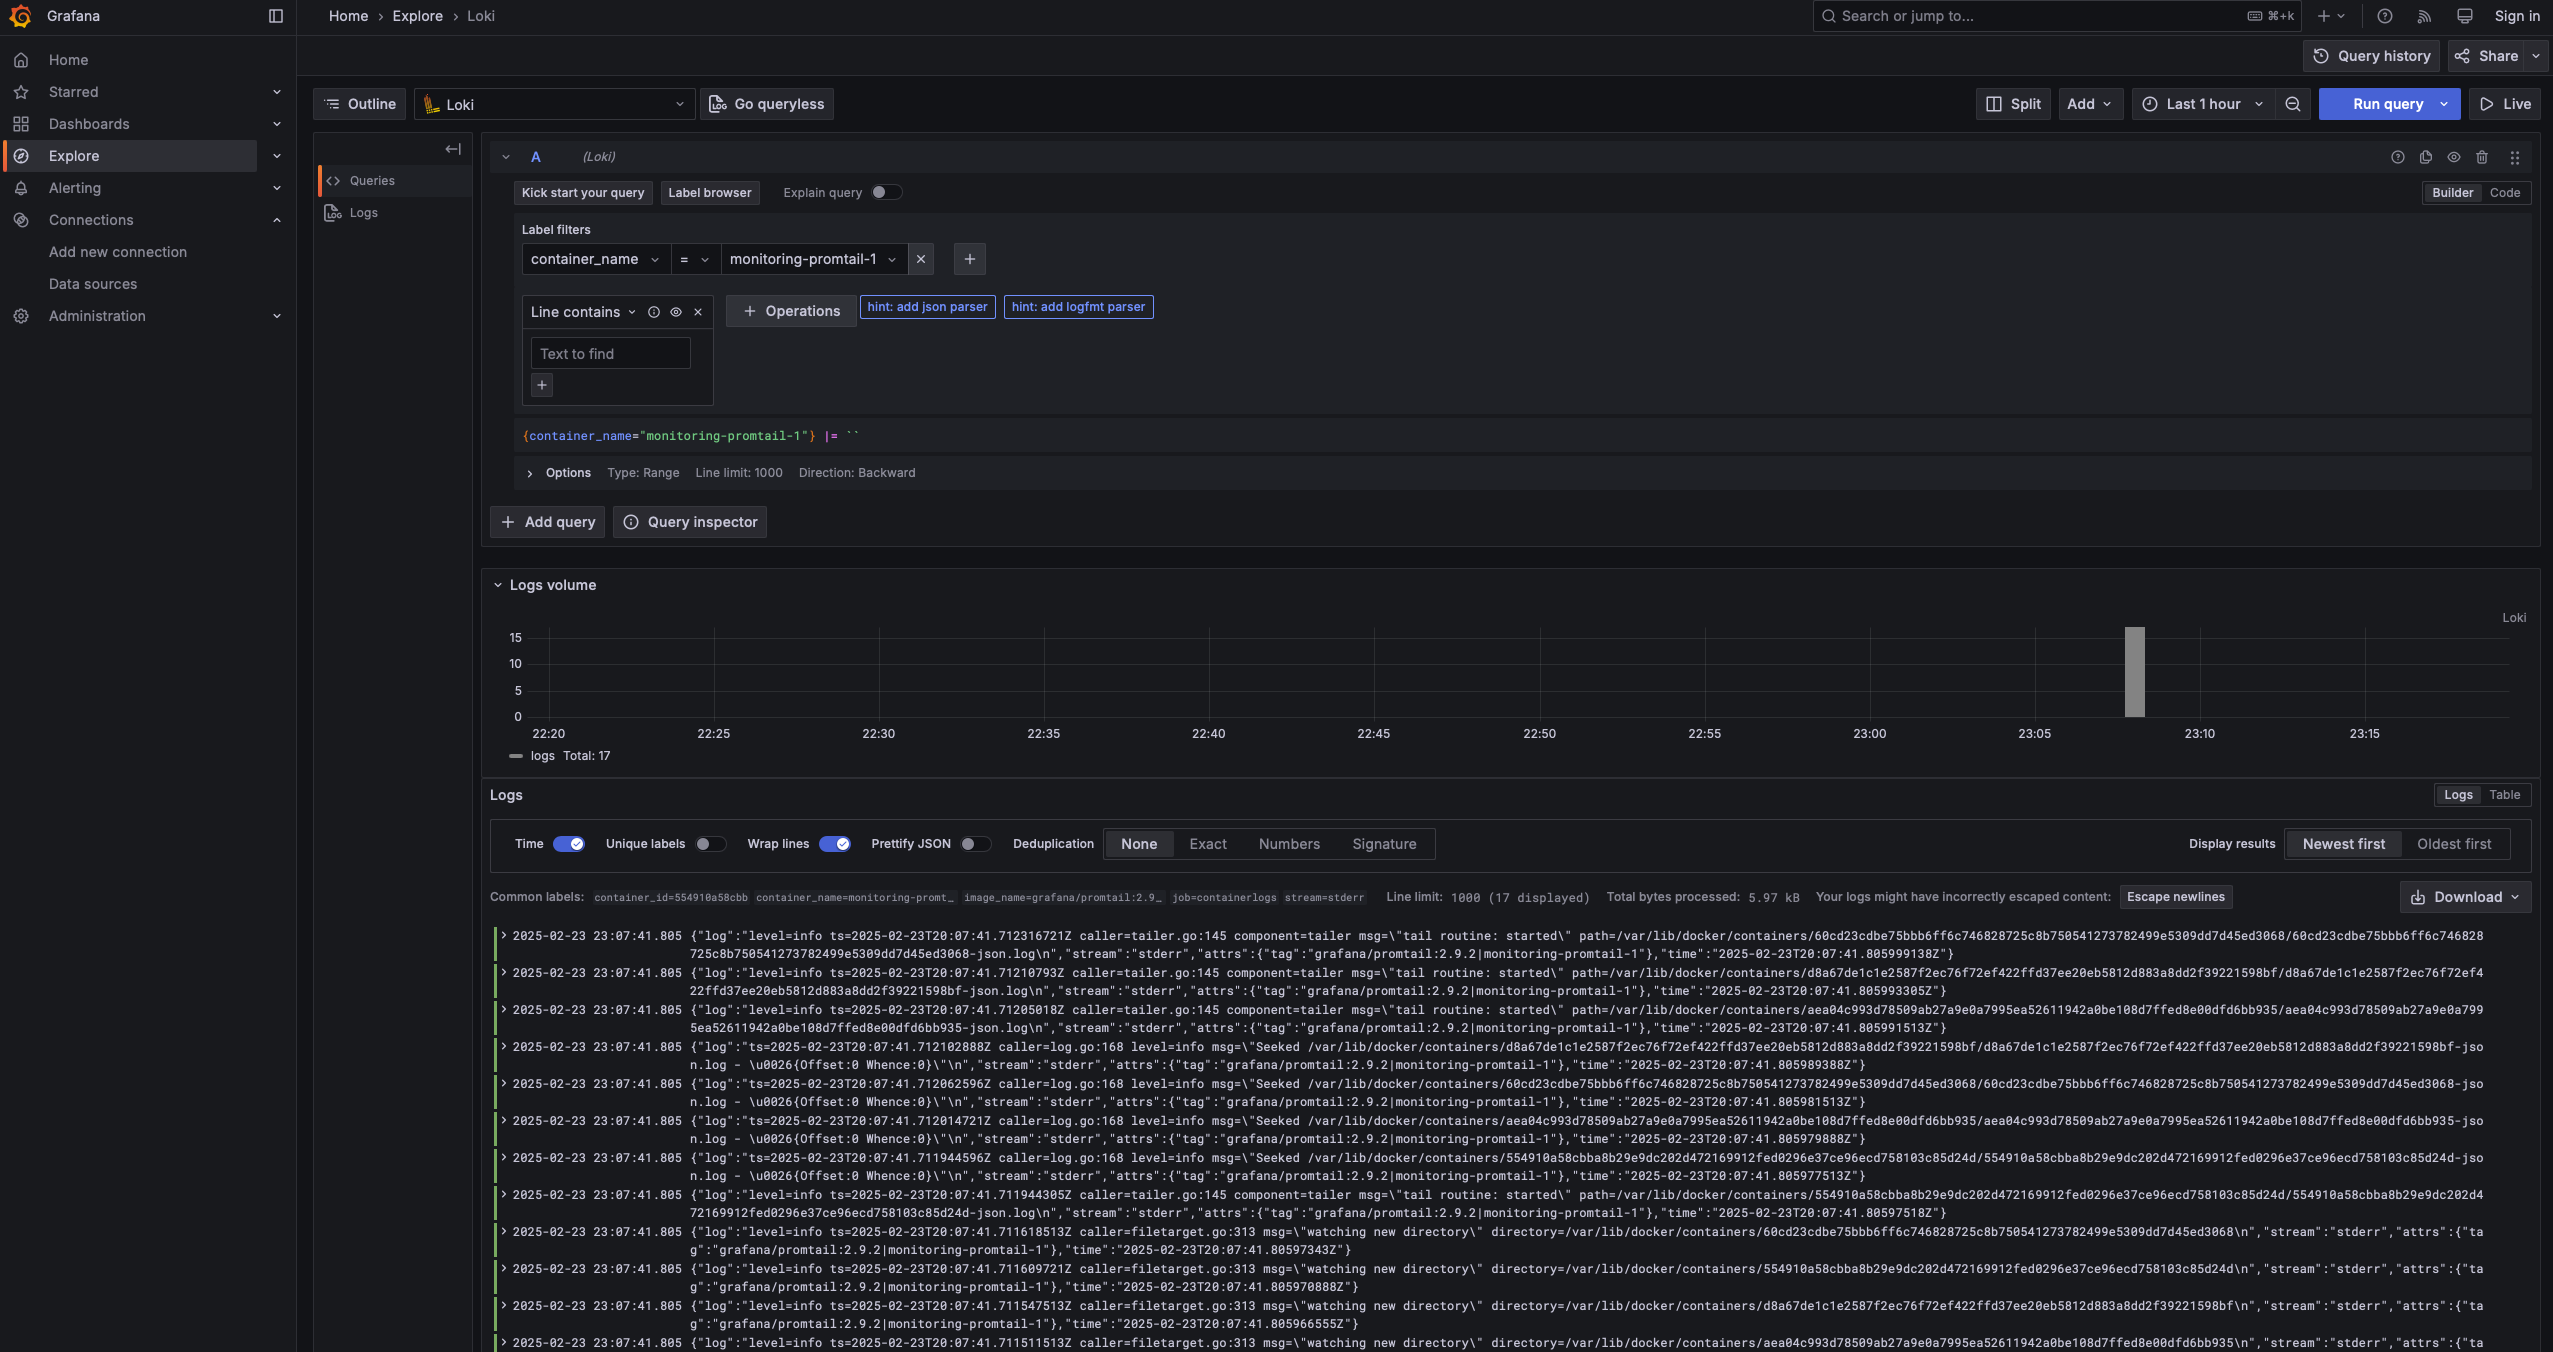 Grafana
Home › Explore › Loki
Search or jump to...
⌘+k
Sign in
Home
Starred
Dashboards
Explore
Alerting
Connections
Add new connection
Data sources
Administration
Query history
Share
Outline
Loki
Go queryless
Split
Add
Last 1 hour
Run query
Live
Queries
Logs
A (Loki)
Kick start your query
Label browser
Explain query
Builder
Code
Label filters
container_name
=
monitoring-promtail-1
Line contains
Operations
hint: add json parser
hint: add logfmt parser
Text to find
{container_name="monitoring-promtail-1"} |= ``
Options Type: Range Line limit: 1000 Direction: Backward
Add query
Query inspector
Logs volume
Loki
15
10
5
0
22:20 22:25 22:30 22:35 22:40 22:45 22:50 22:55 23:00 23:05 23:10 23:15
logs Total: 17
Logs
Logs Table
Time Unique labels Wrap lines Prettify JSON Deduplication None Exact Numbers Signature
Display results Newest first Oldest first
Common labels: container_id=554910a58cbb container_name=monitoring-promt… image_name=grafana/promtail:2.9… job=containerlogs stream=stderr Line limit: 1000 (17 displayed) Total bytes processed: 5.97 kB Your logs might have incorrectly escaped content: Escape newlines Download
2025-02-23 23:07:41.805 {"log":"level=info ts=2025-02-23T20:07:41.712316721Z caller=tailer.go:145 component=tailer msg=\"tail routine: started\" path=/var/lib/docker/containers/60cd23cdbe75bbb6ff6c746828725c8b750541273782499e5309dd7d45ed3068/60cd23cdbe75bbb6ff6c746828
725c8b750541273782499e5309dd7d45ed3068-json.log\n","stream":"stderr","attrs":{"tag":"grafana/promtail:2.9.2|monitoring-promtail-1"},"time":"2025-02-23T20:07:41.805999138Z"}
2025-02-23 23:07:41.805 {"log":"level=info ts=2025-02-23T20:07:41.71210793Z caller=tailer.go:145 component=tailer msg=\"tail routine: started\" path=/var/lib/docker/containers/d8a67de1c1e2587f2ec76f72ef422ffd37ee20eb5812d883a8dd2f39221598bf/d8a67de1c1e2587f2ec76f72ef4
22ffd37ee20eb5812d883a8dd2f39221598bf-json.log\n","stream":"stderr","attrs":{"tag":"grafana/promtail:2.9.2|monitoring-promtail-1"},"time":"2025-02-23T20:07:41.805993305Z"}
2025-02-23 23:07:41.805 {"log":"level=info ts=2025-02-23T20:07:41.71205018Z caller=tailer.go:145 component=tailer msg=\"tail routine: started\" path=/var/lib/docker/containers/aea04c993d78509ab27a9e0a7995ea52611942a0be108d7ffed8e00dfd6bb935/aea04c993d78509ab27a9e0a799
5ea52611942a0be108d7ffed8e00dfd6bb935-json.log\n","stream":"stderr","attrs":{"tag":"grafana/promtail:2.9.2|monitoring-promtail-1"},"time":"2025-02-23T20:07:41.805991513Z"}
2025-02-23 23:07:41.805 {"log":"ts=2025-02-23T20:07:41.712102888Z caller=log.go:168 level=info msg=\"Seeked /var/lib/docker/containers/d8a67de1c1e2587f2ec76f72ef422ffd37ee20eb5812d883a8dd2f39221598bf/d8a67de1c1e2587f2ec76f72ef422ffd37ee20eb5812d883a8dd2f39221598bf-jso
n.log - \u0026{Offset:0 Whence:0}\"\n","stream":"stderr","attrs":{"tag":"grafana/promtail:2.9.2|monitoring-promtail-1"},"time":"2025-02-23T20:07:41.805989388Z"}
2025-02-23 23:07:41.805 {"log":"ts=2025-02-23T20:07:41.712062596Z caller=log.go:168 level=info msg=\"Seeked /var/lib/docker/containers/60cd23cdbe75bbb6ff6c746828725c8b750541273782499e5309dd7d45ed3068/60cd23cdbe75bbb6ff6c746828725c8b750541273782499e5309dd7d45ed3068-jso
n.log - \u0026{Offset:0 Whence:0}\"\n","stream":"stderr","attrs":{"tag":"grafana/promtail:2.9.2|monitoring-promtail-1"},"time":"2025-02-23T20:07:41.805981513Z"}
2025-02-23 23:07:41.805 {"log":"ts=2025-02-23T20:07:41.712014721Z caller=log.go:168 level=info msg=\"Seeked /var/lib/docker/containers/aea04c993d78509ab27a9e0a7995ea52611942a0be108d7ffed8e00dfd6bb935/aea04c993d78509ab27a9e0a7995ea52611942a0be108d7ffed8e00dfd6bb935-jso
n.log - \u0026{Offset:0 Whence:0}\"\n","stream":"stderr","attrs":{"tag":"grafana/promtail:2.9.2|monitoring-promtail-1"},"time":"2025-02-23T20:07:41.805979888Z"}
2025-02-23 23:07:41.805 {"log":"ts=2025-02-23T20:07:41.711944596Z caller=log.go:168 level=info msg=\"Seeked /var/lib/docker/containers/554910a58cbba8b29e9dc202d472169912fed0296e37ce96ecd758103c85d24d/554910a58cbba8b29e9dc202d472169912fed0296e37ce96ecd758103c85d24d-jso
n.log - \u0026{Offset:0 Whence:0}\"\n","stream":"stderr","attrs":{"tag":"grafana/promtail:2.9.2|monitoring-promtail-1"},"time":"2025-02-23T20:07:41.805977513Z"}
2025-02-23 23:07:41.805 {"log":"level=info ts=2025-02-23T20:07:41.711944305Z caller=tailer.go:145 component=tailer msg=\"tail routine: started\" path=/var/lib/docker/containers/554910a58cbba8b29e9dc202d472169912fed0296e37ce96ecd758103c85d24d/554910a58cbba8b29e9dc202d4
72169912fed0296e37ce96ecd758103c85d24d-json.log\n","stream":"stderr","attrs":{"tag":"grafana/promtail:2.9.2|monitoring-promtail-1"},"time":"2025-02-23T20:07:41.80597518Z"}
2025-02-23 23:07:41.805 {"log":"level=info ts=2025-02-23T20:07:41.711618513Z caller=filetarget.go:313 msg=\"watching new directory\" directory=/var/lib/docker/containers/60cd23cdbe75bbb6ff6c746828725c8b750541273782499e5309dd7d45ed3068\n","stream":"stderr","attrs":{"ta
g":"grafana/promtail:2.9.2|monitoring-promtail-1"},"time":"2025-02-23T20:07:41.80597343Z"}
2025-02-23 23:07:41.805 {"log":"level=info ts=2025-02-23T20:07:41.711609721Z caller=filetarget.go:313 msg=\"watching new directory\" directory=/var/lib/docker/containers/554910a58cbba8b29e9dc202d472169912fed0296e37ce96ecd758103c85d24d\n","stream":"stderr","attrs":{"ta
g":"grafana/promtail:2.9.2|monitoring-promtail-1"},"time":"2025-02-23T20:07:41.805970888Z"}
2025-02-23 23:07:41.805 {"log":"level=info ts=2025-02-23T20:07:41.711547513Z caller=filetarget.go:313 msg=\"watching new directory\" directory=/var/lib/docker/containers/d8a67de1c1e2587f2ec76f72ef422ffd37ee20eb5812d883a8dd2f39221598bf\n","stream":"stderr","attrs":{"ta
g":"grafana/promtail:2.9.2|monitoring-promtail-1"},"time":"2025-02-23T20:07:41.805966555Z"}
2025-02-23 23:07:41.805 {"log":"level=info ts=2025-02-23T20:07:41.711511513Z caller=filetarget.go:313 msg=\"watching new directory\" directory=/var/lib/docker/containers/aea04c993d78509ab27a9e0a7995ea52611942a0be108d7ffed8e00dfd6bb935\n","stream":"stderr","attrs":{"ta